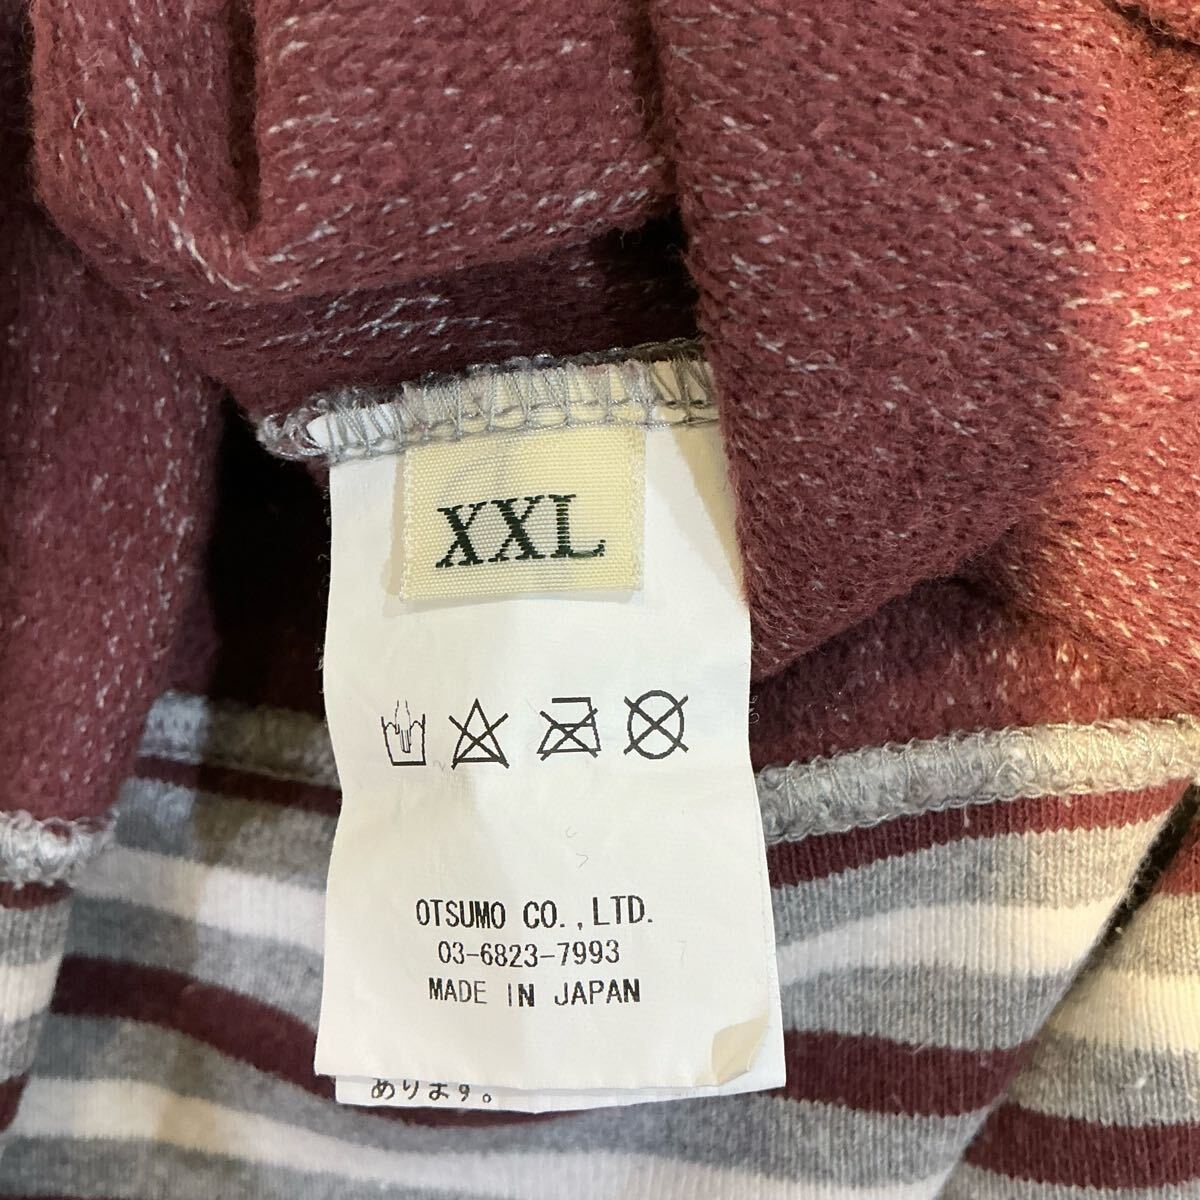 XXL
OTSUMO CO.,LTD.
03-6823-7993
MADE IN JAPAN
あります。